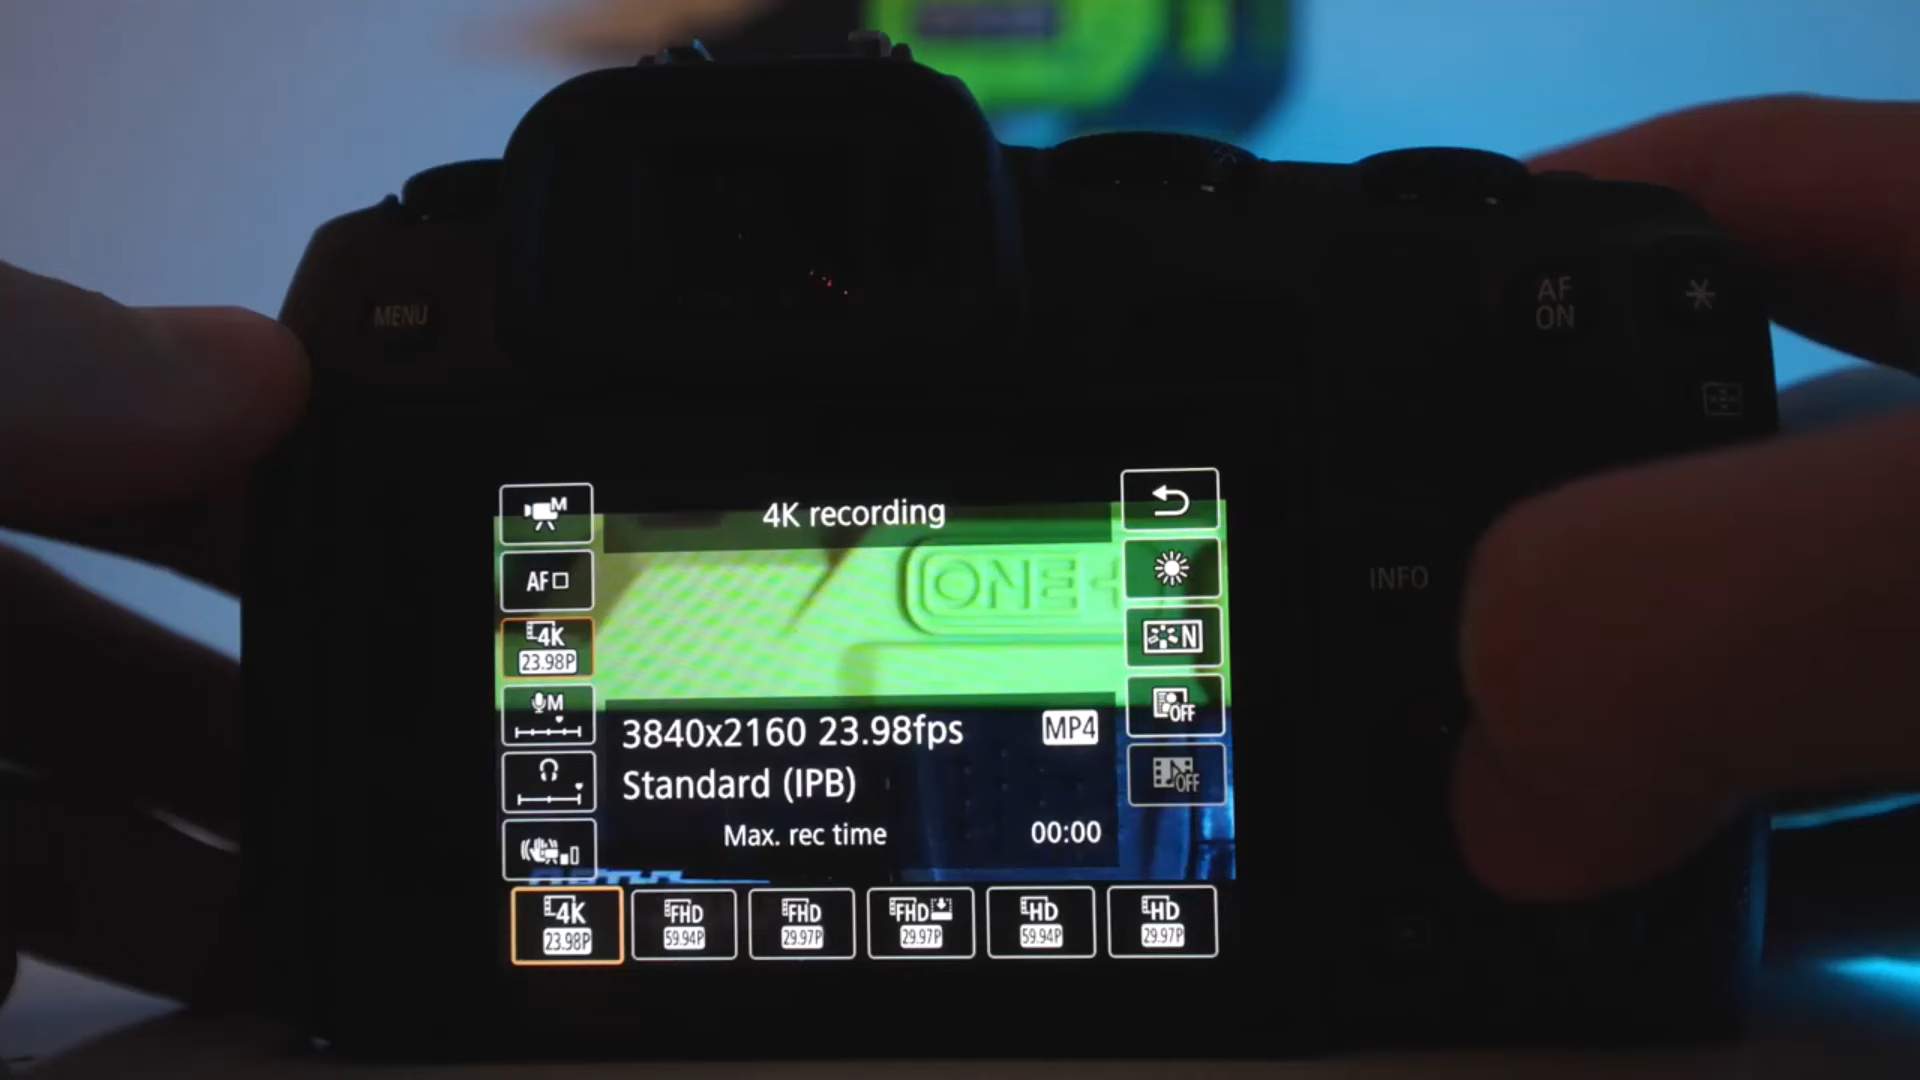 MENU
AF
ON
M
4K recording
AF
ONE+
4K
23.98P
N
M
3840x2160 23.98fps
MP4
OFF
Standard (IPB)
OFF
Max. rec time
00:00
4K
23.98P
FHD
59.94P
FHD
29.97P
FHD
29.97P
HD
59.94P
HD
29.97P
INFO